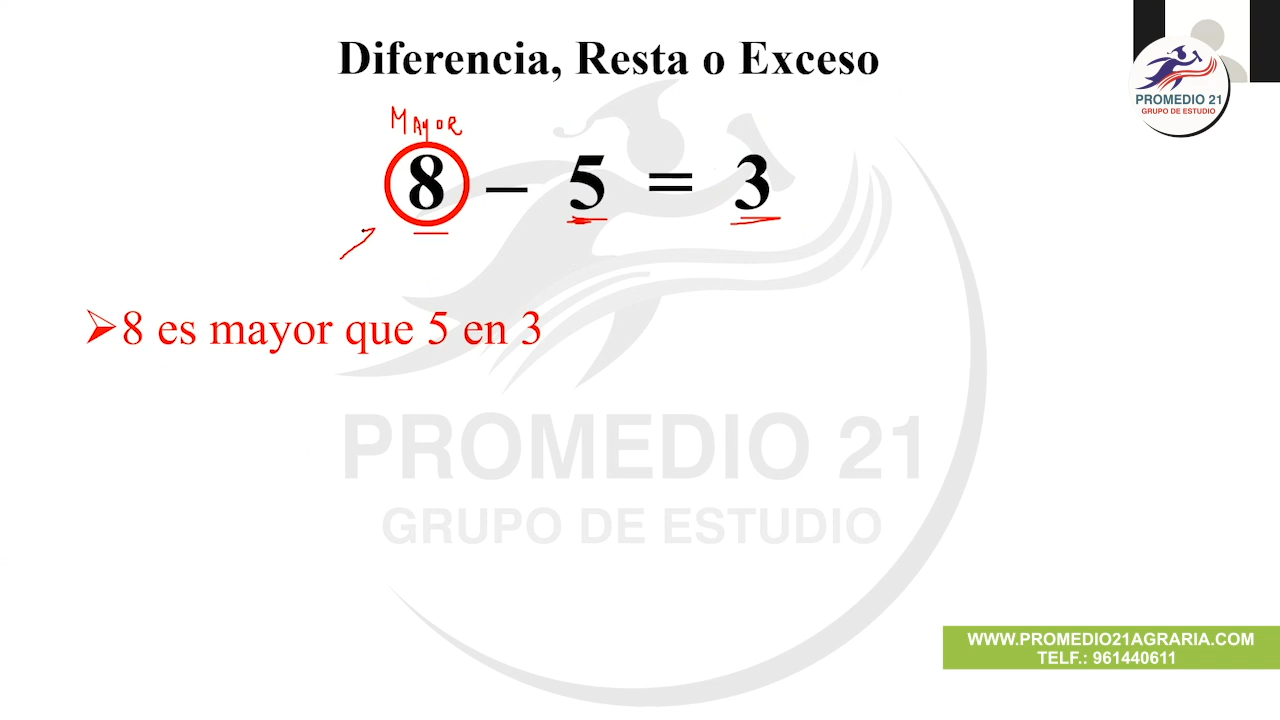 Diferencia, Resta o Exceso
PROMEDIO 21
GRUPO DE ESTUDIO
MAYOR
8 – 5 = 3
➢8 es mayor que 5 en 3
PROMEDIO 21
GRUPO DE ESTUDIO
WWW.PROMEDIO21AGRARIA.COM
TELF.: 961440611